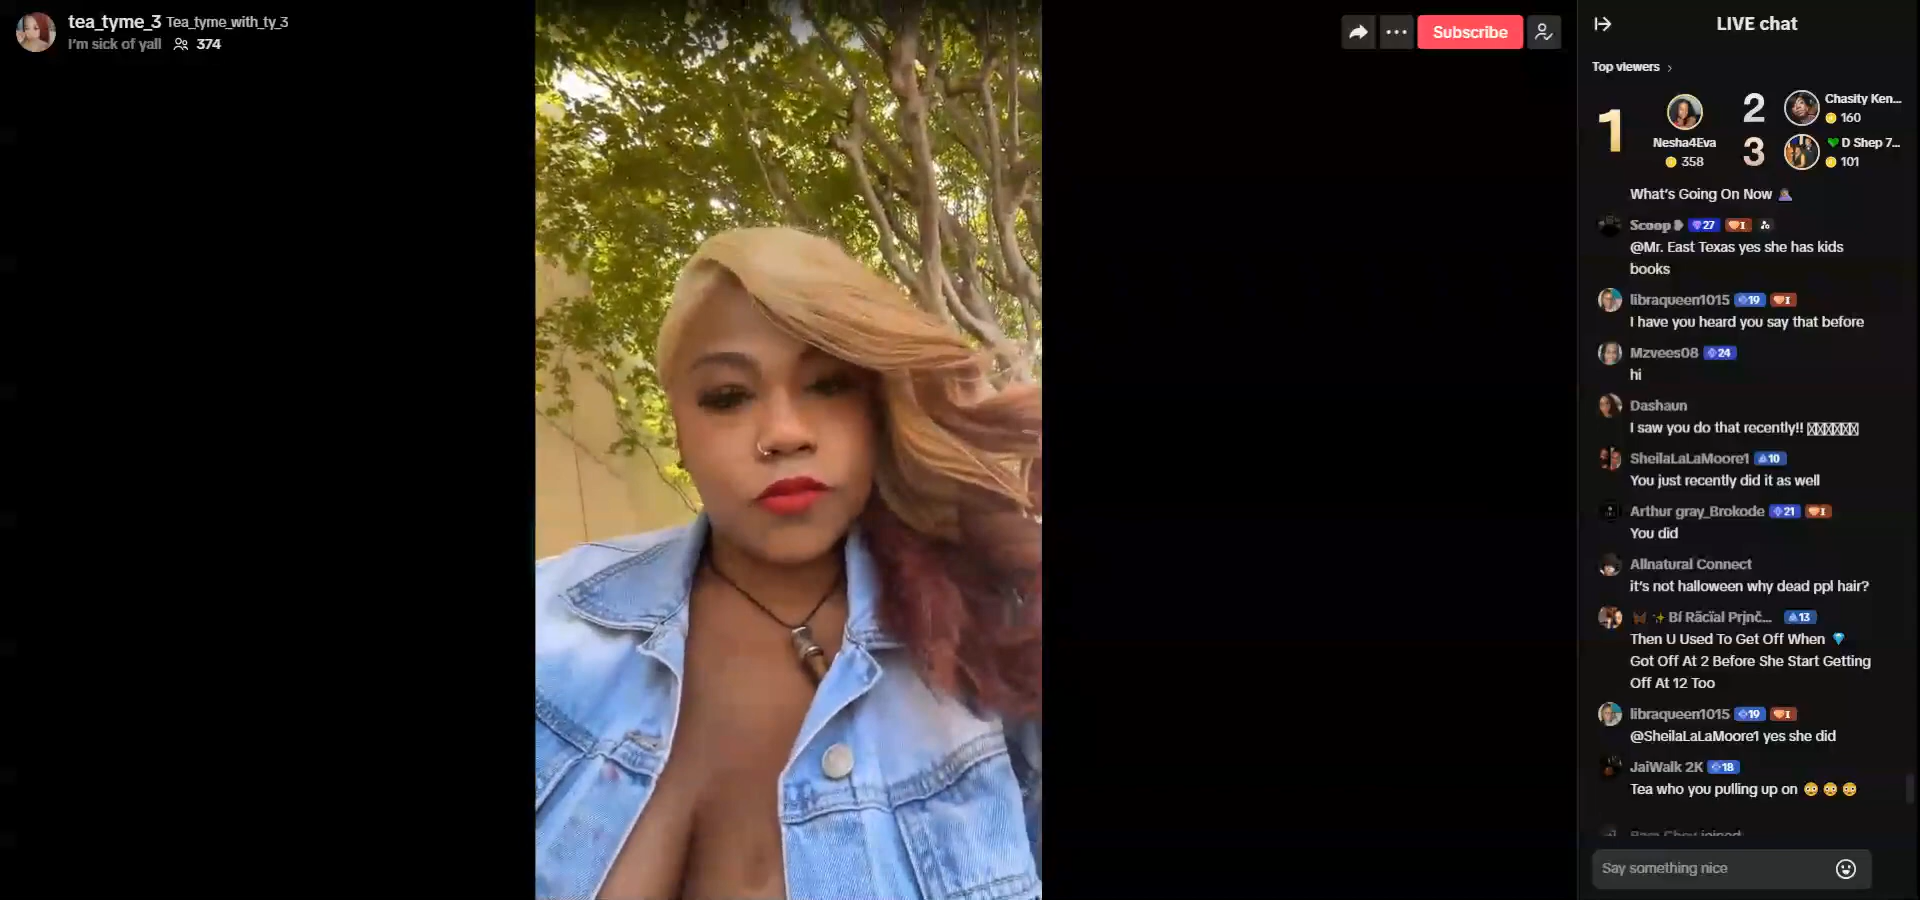 tea_tyme_3 Tea_tyme_with_ty_3
I'm sick of yall 374
Subscribe
LIVE chat
Top viewers
1
Nesha4Eva
358
2
Chasity Ken...
160
3
D Shep 7...
101
What's Going On Now
Scoop 27 I
@Mr. East Texas yes she has kids
books
libraqueen1015 19 I
I have you heard you say that before
Mzvees08 24
hi
Dashaun
I saw you do that recently!!
SheilaLaLaMoore1 10
You just recently did it as well
Arthur gray_Brokode 21 I
You did
Allnatural Connect
it's not halloween why dead ppl hair?
Bí Rãcïal Prįnč... 13
Then U Used To Get Off When 💎
Got Off At 2 Before She Start Getting
Off At 12 Too
libraqueen1015 19 I
@SheilaLaLaMoore1 yes she did
JaiWalk 2K 18
Tea who you pulling up on 😳😳😳
joined
Say something nice